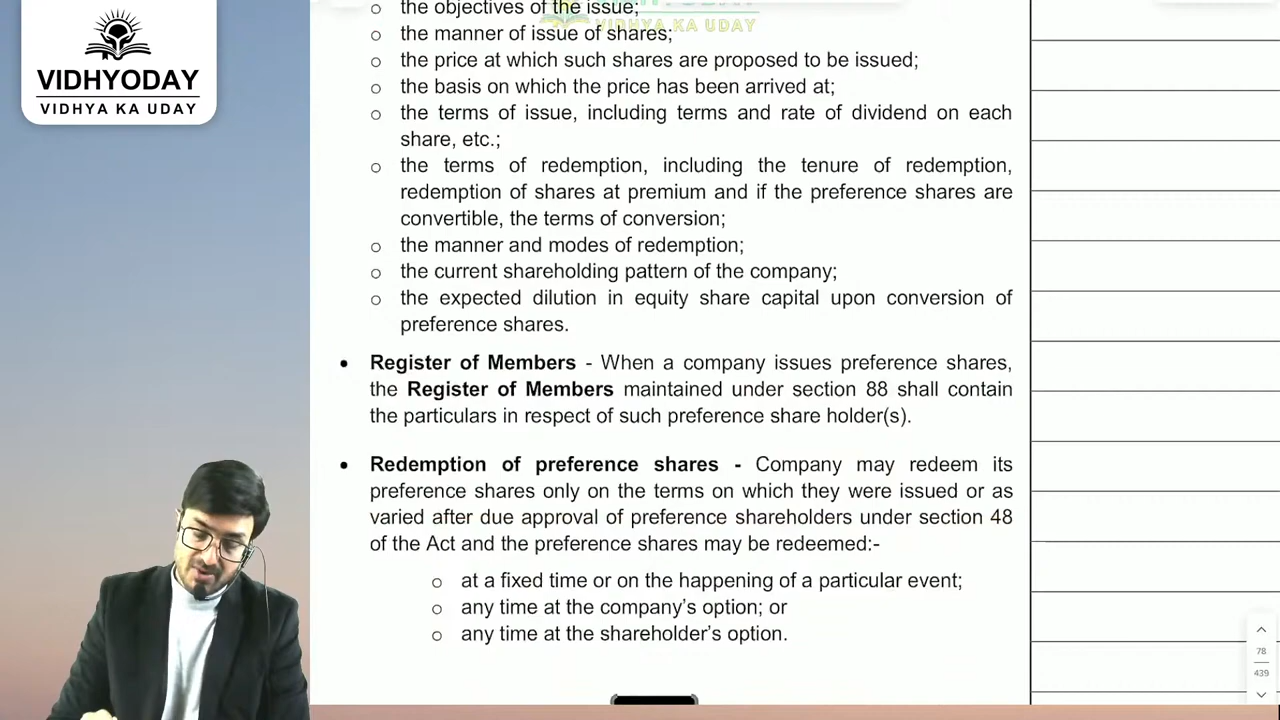 VIDHYODAY
VIDHYA KA UDAY
VIDHYA KA UDAY
o the objectives of the issue;
o the manner of issue of shares;
o the price at which such shares are proposed to be issued;
o the basis on which the price has been arrived at;
o the terms of issue, including terms and rate of dividend on each
share, etc.;
o the terms of redemption, including the tenure of redemption,
redemption of shares at premium and if the preference shares are
convertible, the terms of conversion;
o the manner and modes of redemption;
o the current shareholding pattern of the company;
o the expected dilution in equity share capital upon conversion of
preference shares.
• Register of Members - When a company issues preference shares,
the Register of Members maintained under section 88 shall contain
the particulars in respect of such preference share holder(s).
• Redemption of preference shares - Company may redeem its
preference shares only on the terms on which they were issued or as
varied after due approval of preference shareholders under section 48
of the Act and the preference shares may be redeemed:-
o at a fixed time or on the happening of a particular event;
o any time at the company's option; or
o any time at the shareholder's option.
78
439